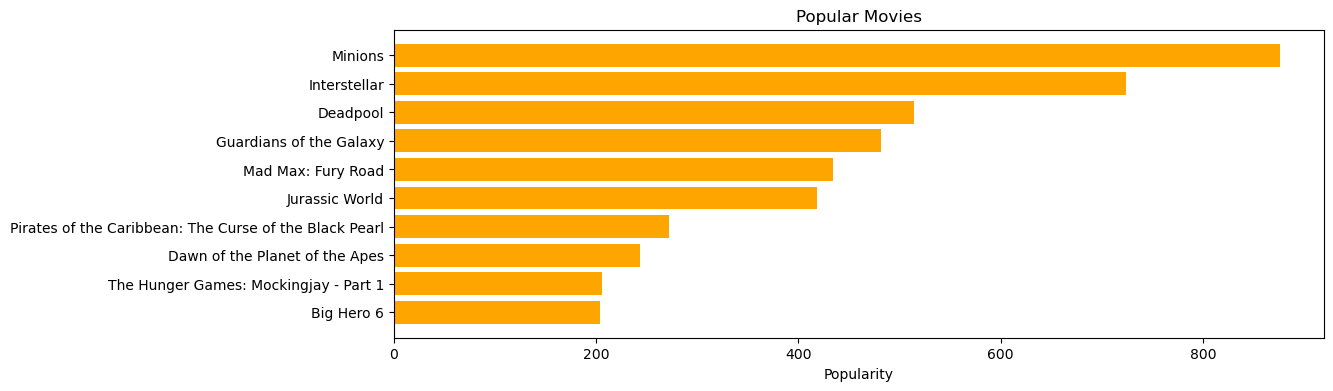 Popular Movies
Minions
Interstellar
Deadpool
Guardians of the Galaxy
Mad Max: Fury Road
Jurassic World
Pirates of the Caribbean: The Curse of the Black Pearl
Dawn of the Planet of the Apes
The Hunger Games: Mockingjay - Part 1
Big Hero 6
0 200 400 600 800
Popularity